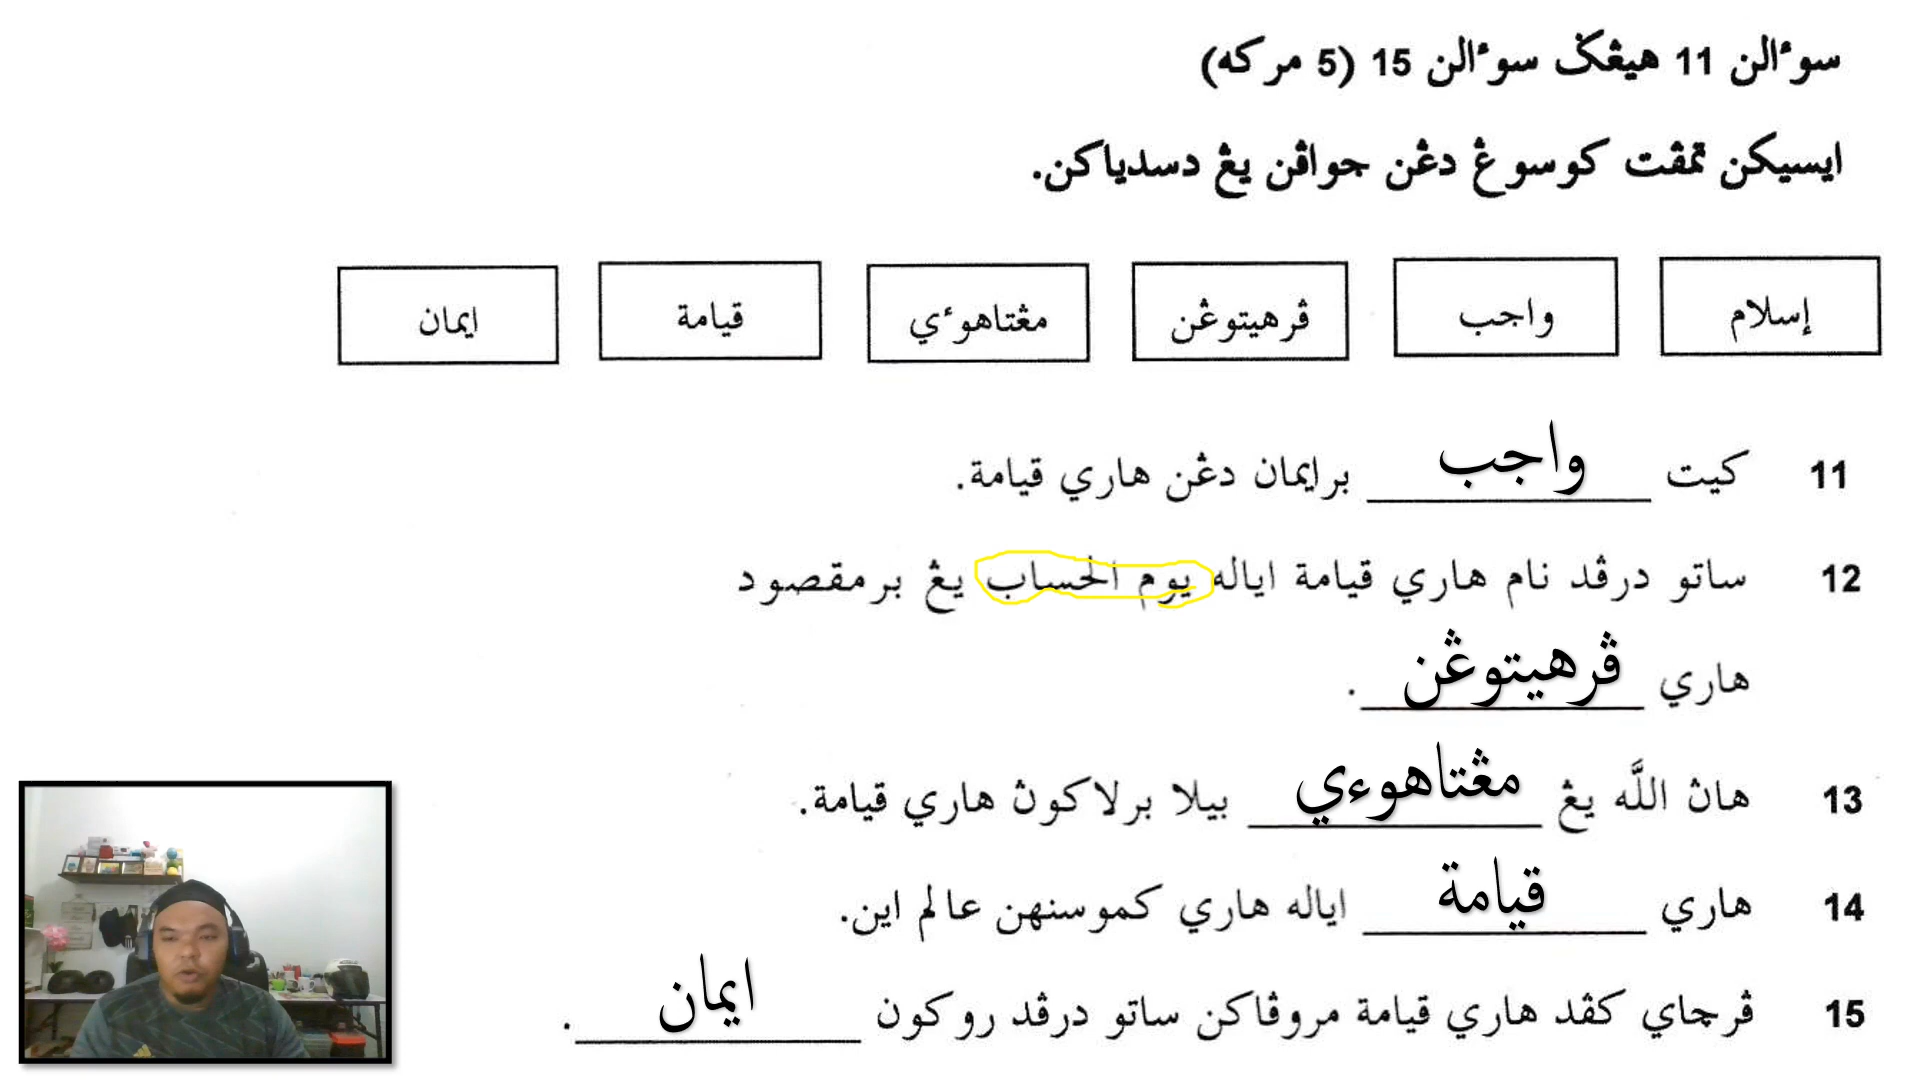 سوءالن 11 هيڠݢ سوءالن 15 (5 مركه)
ايسيكن تمڤت كوسوڠ دڠن جواڤن يڠ دسدياكن.
إسلام واجب ڤرهيتوڠن مڠتاهوءي قيامة ايمان
11 كيت واجب برايمان دڠن هاري قيامة.
12 ساتو درڤد نام هاري قيامة اياله يوم الحساب يڠ برمقصود
هاري ڤرهيتوڠن.
13 هاڽ اللّٰه يڠ مڠتاهوءي بيلا برلاكوڽ هاري قيامة.
14 هاري قيامة اياله هاري كموسنهن عالم اين.
15 ڤرچاي كڤد هاري قيامة مروڤاكن ساتو درڤد روكون ايمان.